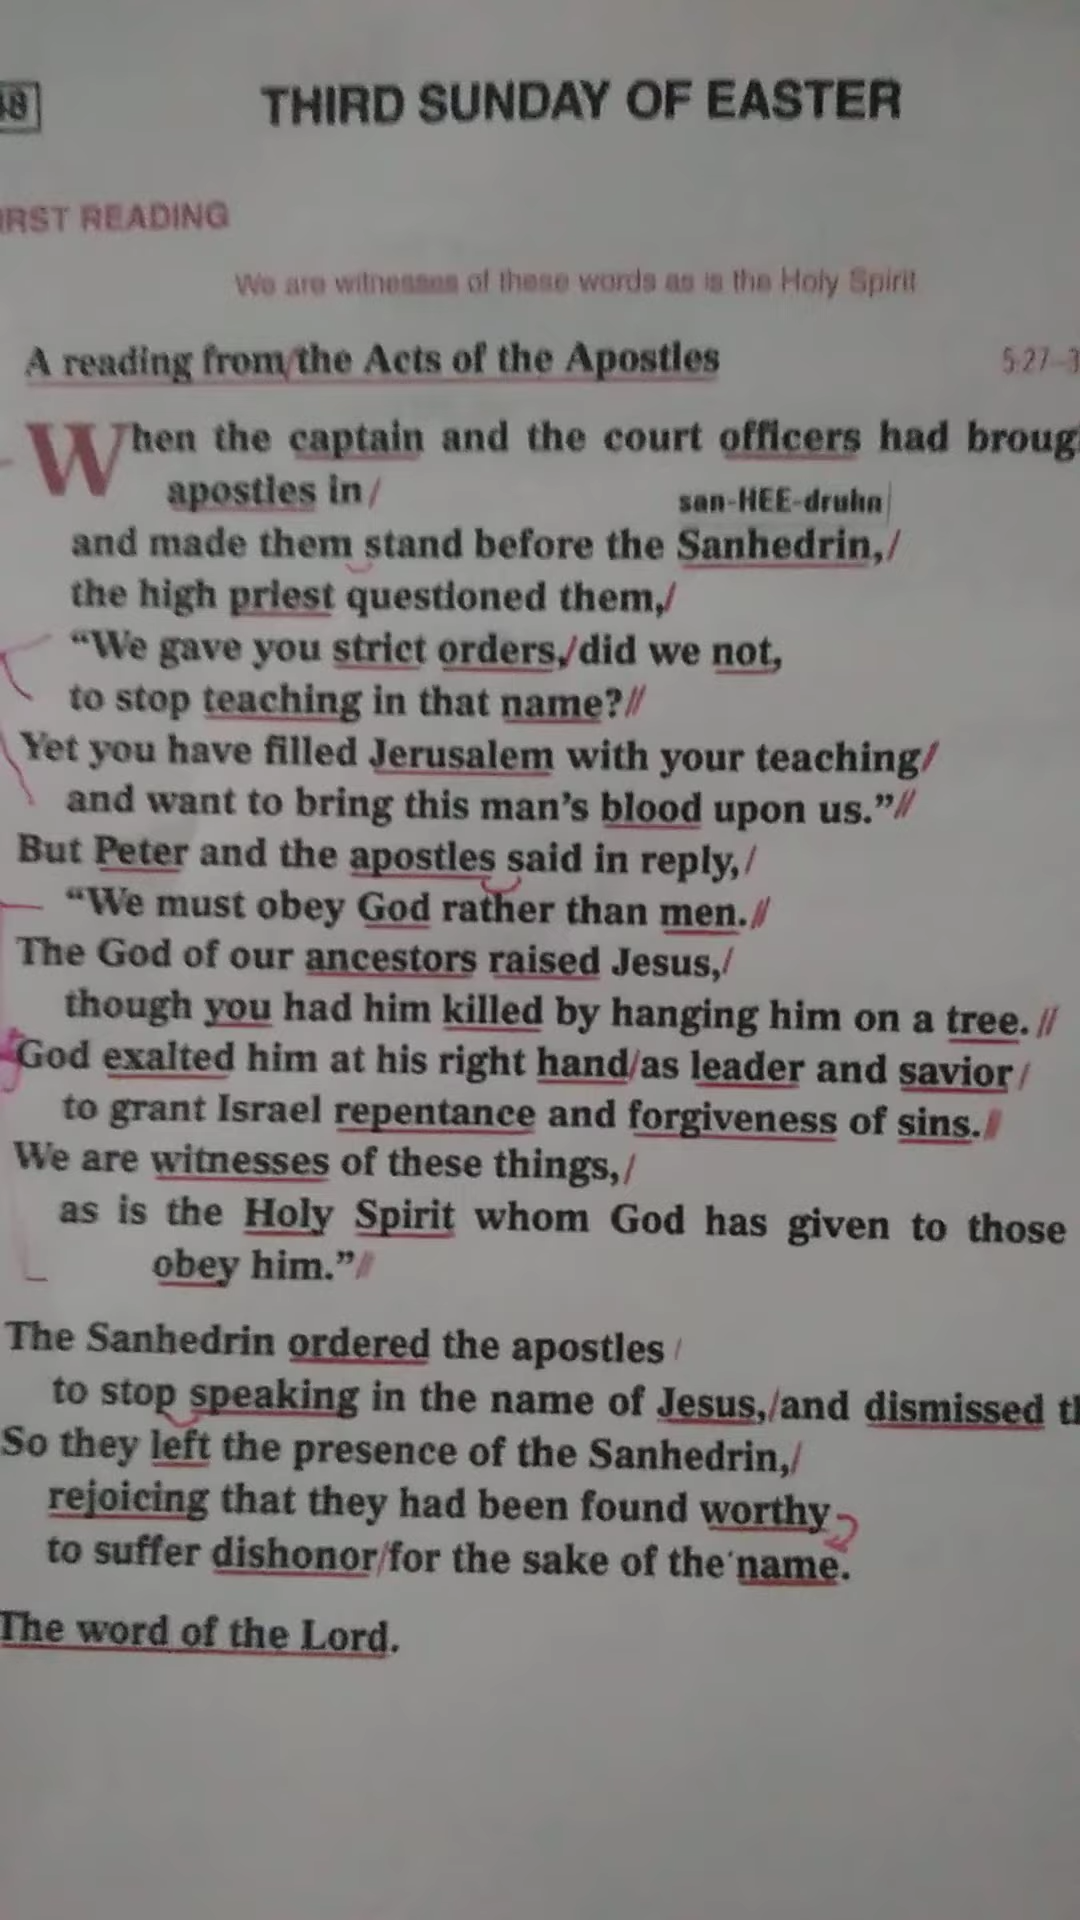 THIRD SUNDAY OF EASTER
READING
We are witnesses of these words as is the Holy Spirit
A reading from/the Acts of the Apostles
When the captain and the court officers had
apostles in/
san-HEE-druhn
and made them stand before the Sanhedrin,/
the high priest questioned them,/
“We gave you strict orders,/did we not,
to stop teaching in that name?//
Yet you have filled Jerusalem with your teaching/
and want to bring this man’s blood upon us.”//
But Peter and the apostles said in reply,/
“We must obey God rather than men.//
The God of our ancestors raised Jesus,/
though you had him killed by hanging him on a tree.//
God exalted him at his right hand/as leader and savior/
to grant Israel repentance and forgiveness of sins.//
We are witnesses of these things,/
as is the Holy Spirit whom God has given to those
obey him.”//
The Sanhedrin ordered the apostles/
to stop speaking in the name of Jesus,/and dismissed
So they left the presence of the Sanhedrin,/
rejoicing that they had been found worthy
to suffer dishonor/for the sake of the name.
The word of the Lord.